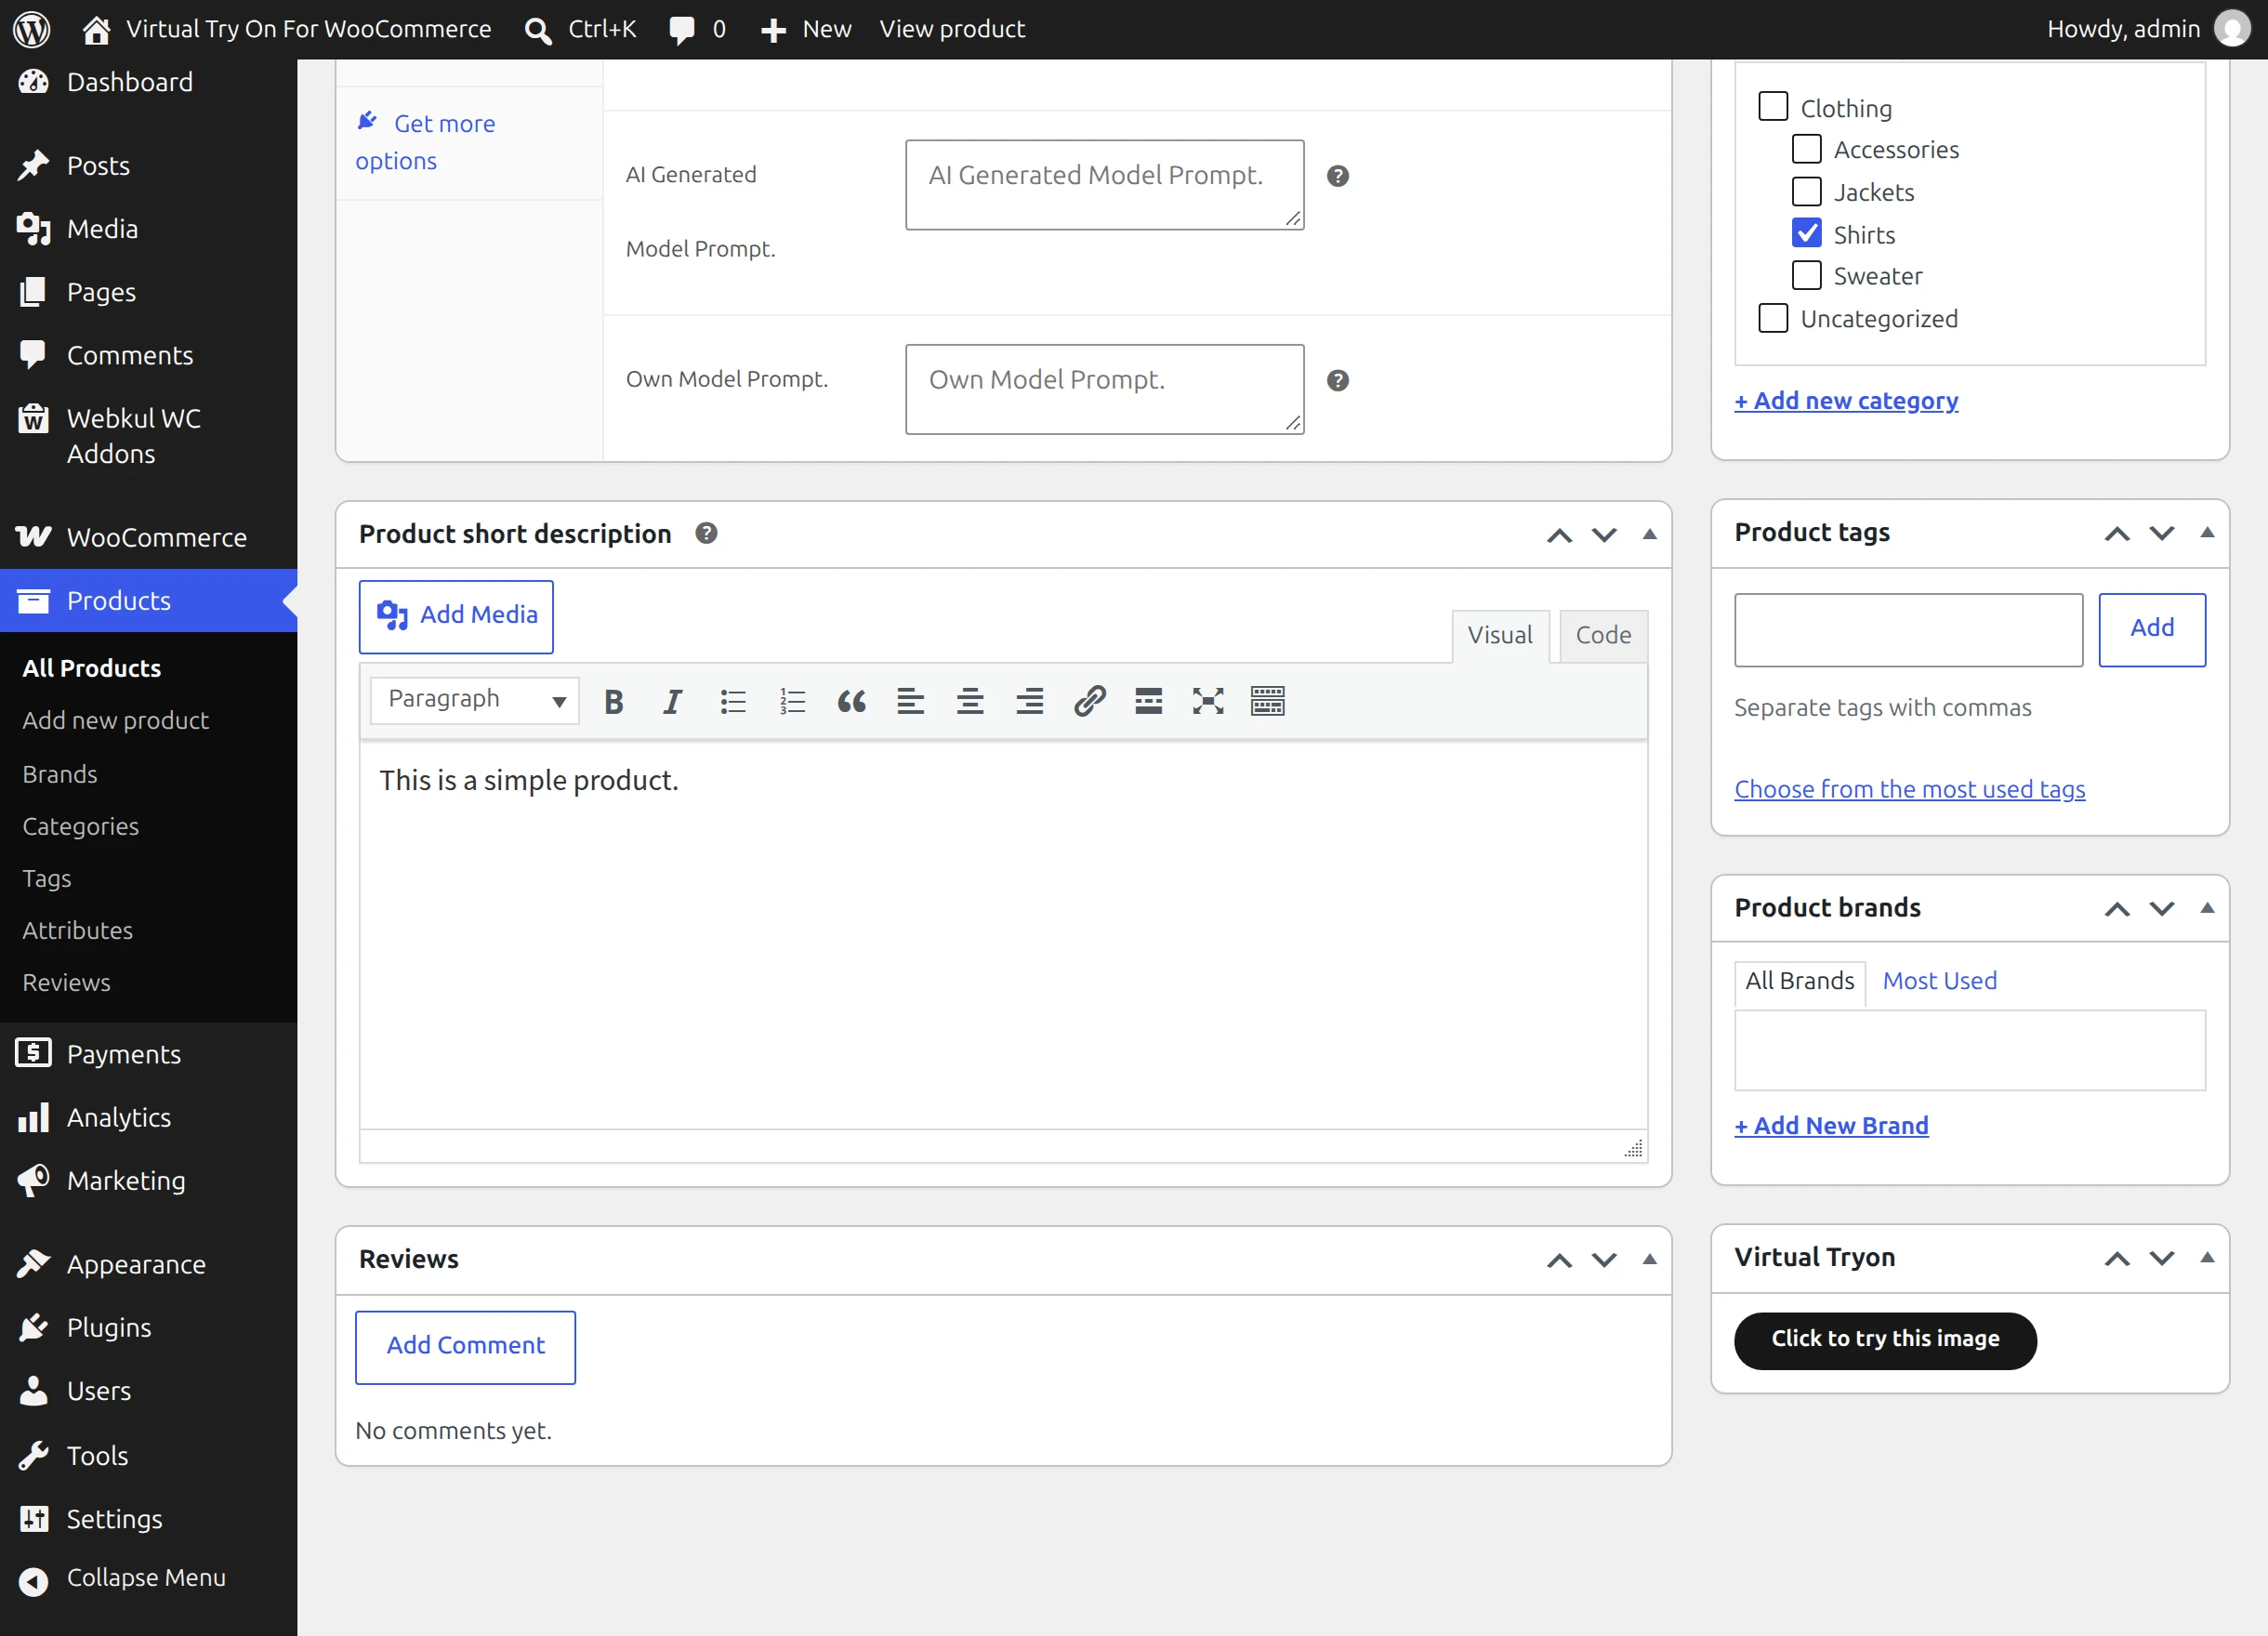 Virtual Try On For WooCommerce Ctrl+K 0 New View product Howdy, admin
Dashboard
Posts
Media
Pages
Comments
Webkul WC
Addons
WooCommerce
Products
All Products
Add new product
Brands
Categories
Tags
Attributes
Reviews
Payments
Analytics
Marketing
Appearance
Plugins
Users
Tools
Settings
Collapse Menu
Get more
options
AI Generated
Model Prompt.
AI Generated Model Prompt.
Own Model Prompt.
Own Model Prompt.
Product short description
Add Media
Visual Code
Paragraph
This is a simple product.
Reviews
Add Comment
No comments yet.
Clothing
Accessories
Jackets
Shirts
Sweater
Uncategorized
+ Add new category
Product tags
Add
Separate tags with commas
Choose from the most used tags
Product brands
All Brands Most Used
+ Add New Brand
Virtual Tryon
Click to try this image